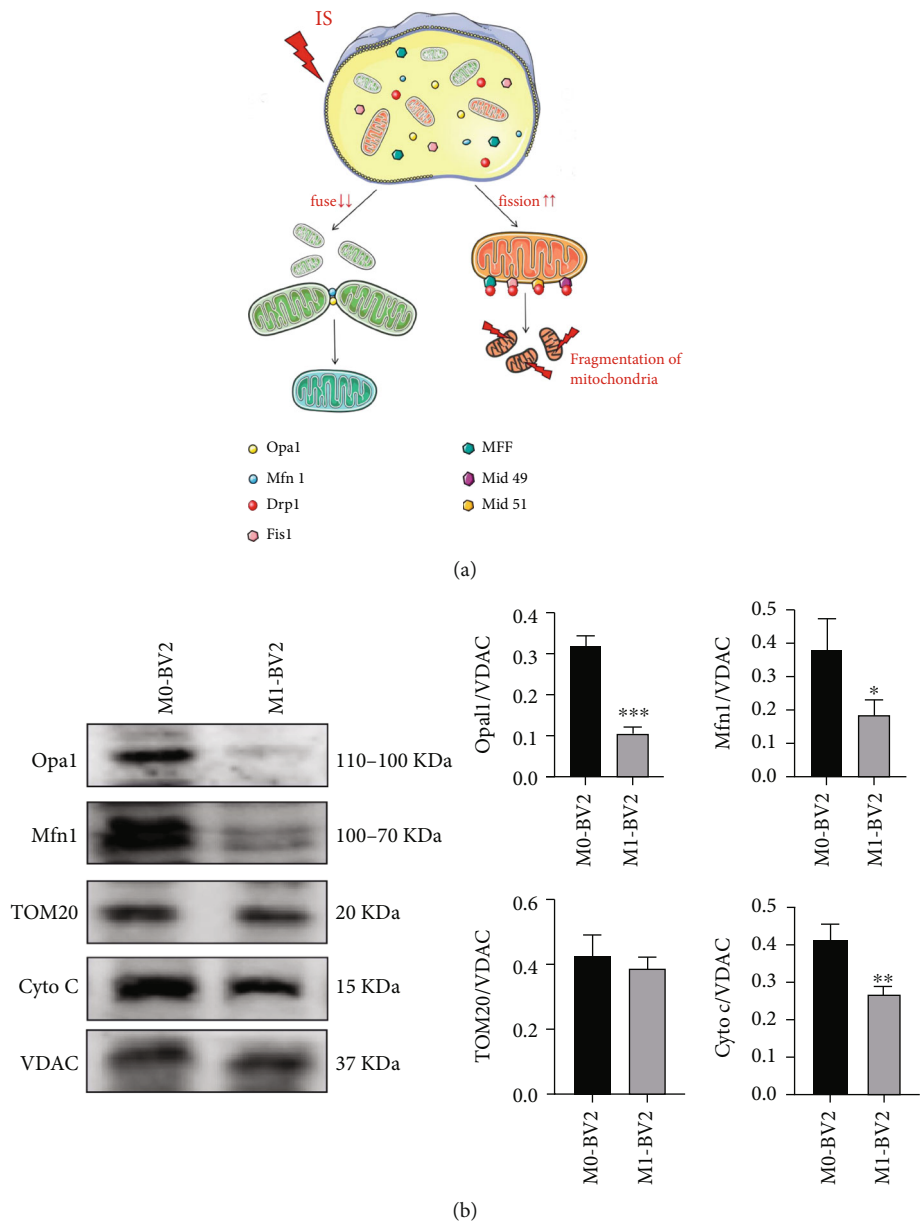 IS
fuse↓↓
fission ↑↑
Fragmentation of
mitochondria
Opa1
Mfn 1
Drp1
Fis1
MFF
Mid 49
Mid 51
(a)
M0-BV2
M1-BV2
Opa1
110–100 KDa
Mfn1
100–70 KDa
TOM20
20 KDa
Cyto C
15 KDa
VDAC
37 KDa
Opal1/VDAC
0.4
0.3
0.2
0.1
0.0
***
M0-BV2
M1-BV2
Mfn1/VDAC
0.5
0.4
0.3
0.2
0.1
0.0
*
M0-BV2
M1-BV2
TOM20/VDAC
0.6
0.4
0.2
0.0
M0-BV2
M1-BV2
Cyto c/VDAC
0.5
0.4
0.3
0.2
0.1
0.0
**
M0-BV2
M1-BV2
(b)